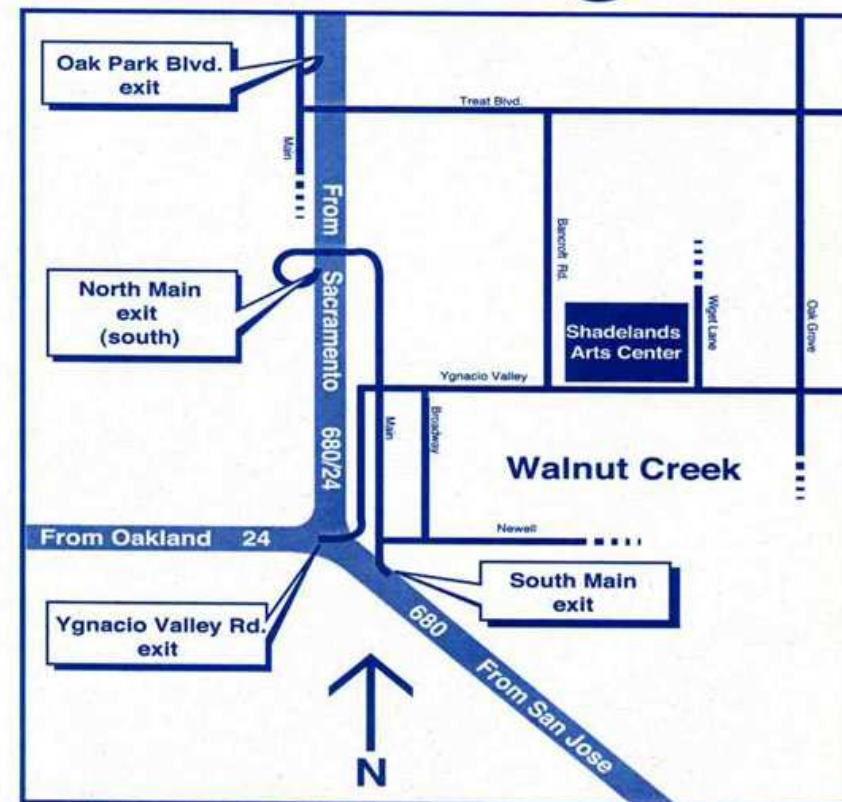 Oak Park Blvd.
exit
Main
Treat Blvd.
From Sacramento 680/24
North Main
exit
(south)
Bancroft Rd.
Shadelands
Arts Center
Wiget Lane
Oak Grove
Ygnacio Valley
Main
Broadway
Walnut Creek
From Oakland 24
Newell
South Main
exit
Ygnacio Valley Rd.
exit
680 From San Jose
N